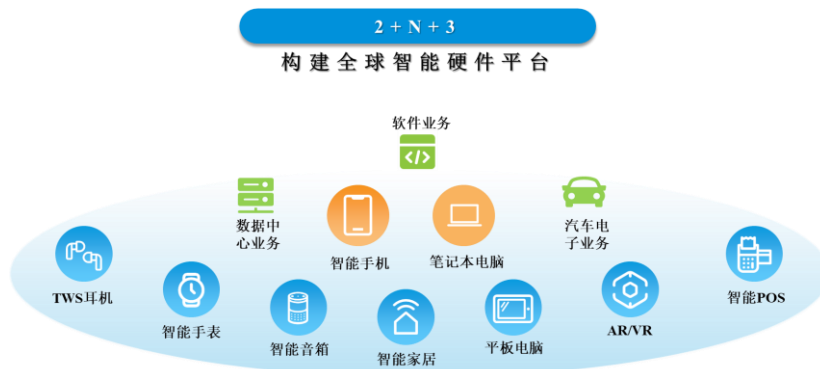 2 + N + 3
构建全球智能硬件平台
软件业务
</>
数据中
心业务
智能手机
笔记本电脑
汽车电
子业务
TWS耳机
智能手表
智能音箱
智能家居
平板电脑
AR/VR
智能POS